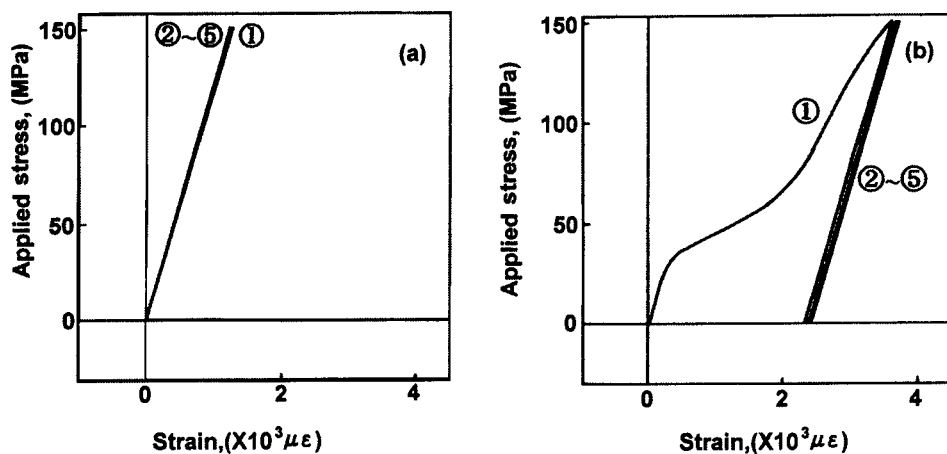 150
②~⑤ ①
(a)
100
50
0
Applied stress, (MPa)
0 2 4
Strain,(X10³με)
150
(b)
①
100
②~⑤
50
0
Applied stress, (MPa)
0 2 4
Strain,(X10³με)